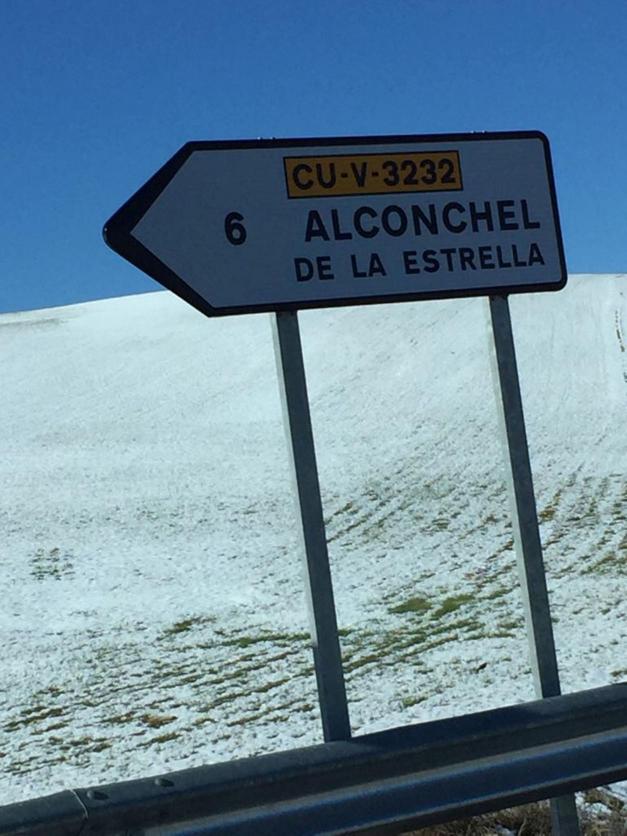 CU-V-3232
6 ALCONCHEL
DE LA ESTRELLA